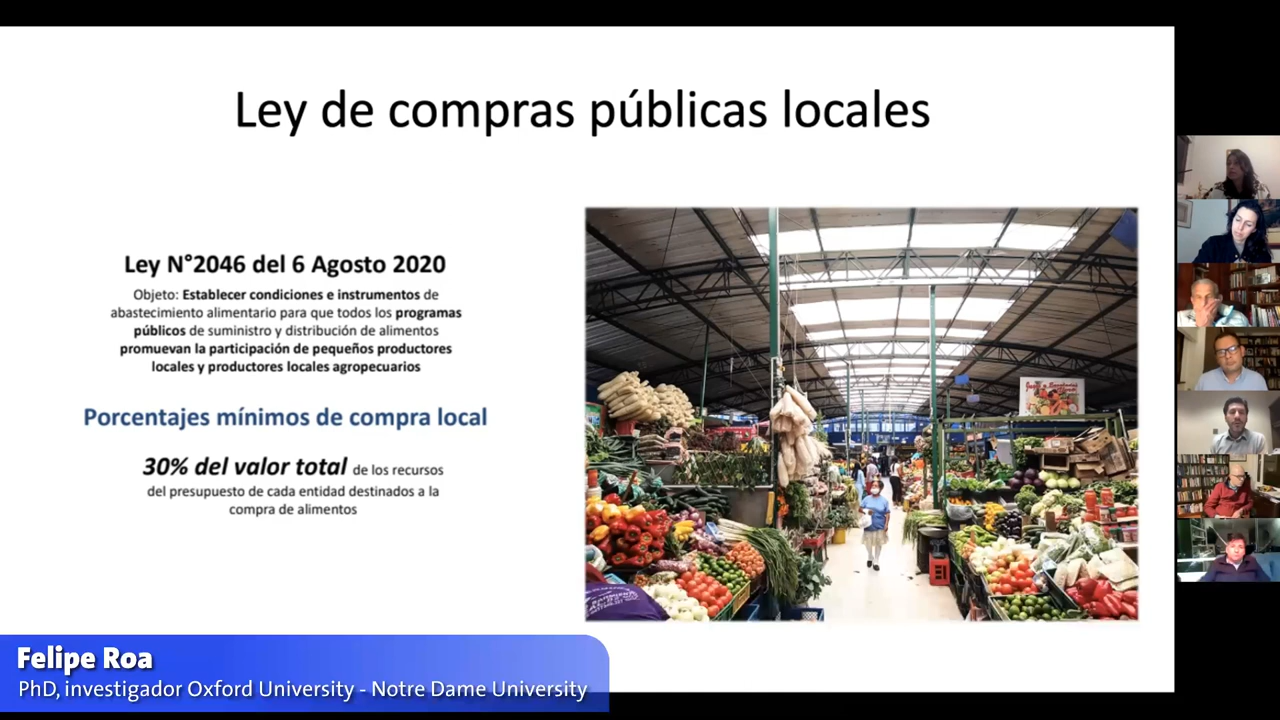 Ley de compras públicas locales
Ley N°2046 del 6 Agosto 2020
Objeto: Establecer condiciones e instrumentos de
abastecimiento alimentario para que todos los programas
públicos de suministro y distribución de alimentos
promuevan la participación de pequeños productores
locales y productores locales agropecuarios
Porcentajes mínimos de compra local
30% del valor total de los recursos
del presupuesto de cada entidad destinados a la
compra de alimentos
Felipe Roa
PhD, investigador Oxford University - Notre Dame University